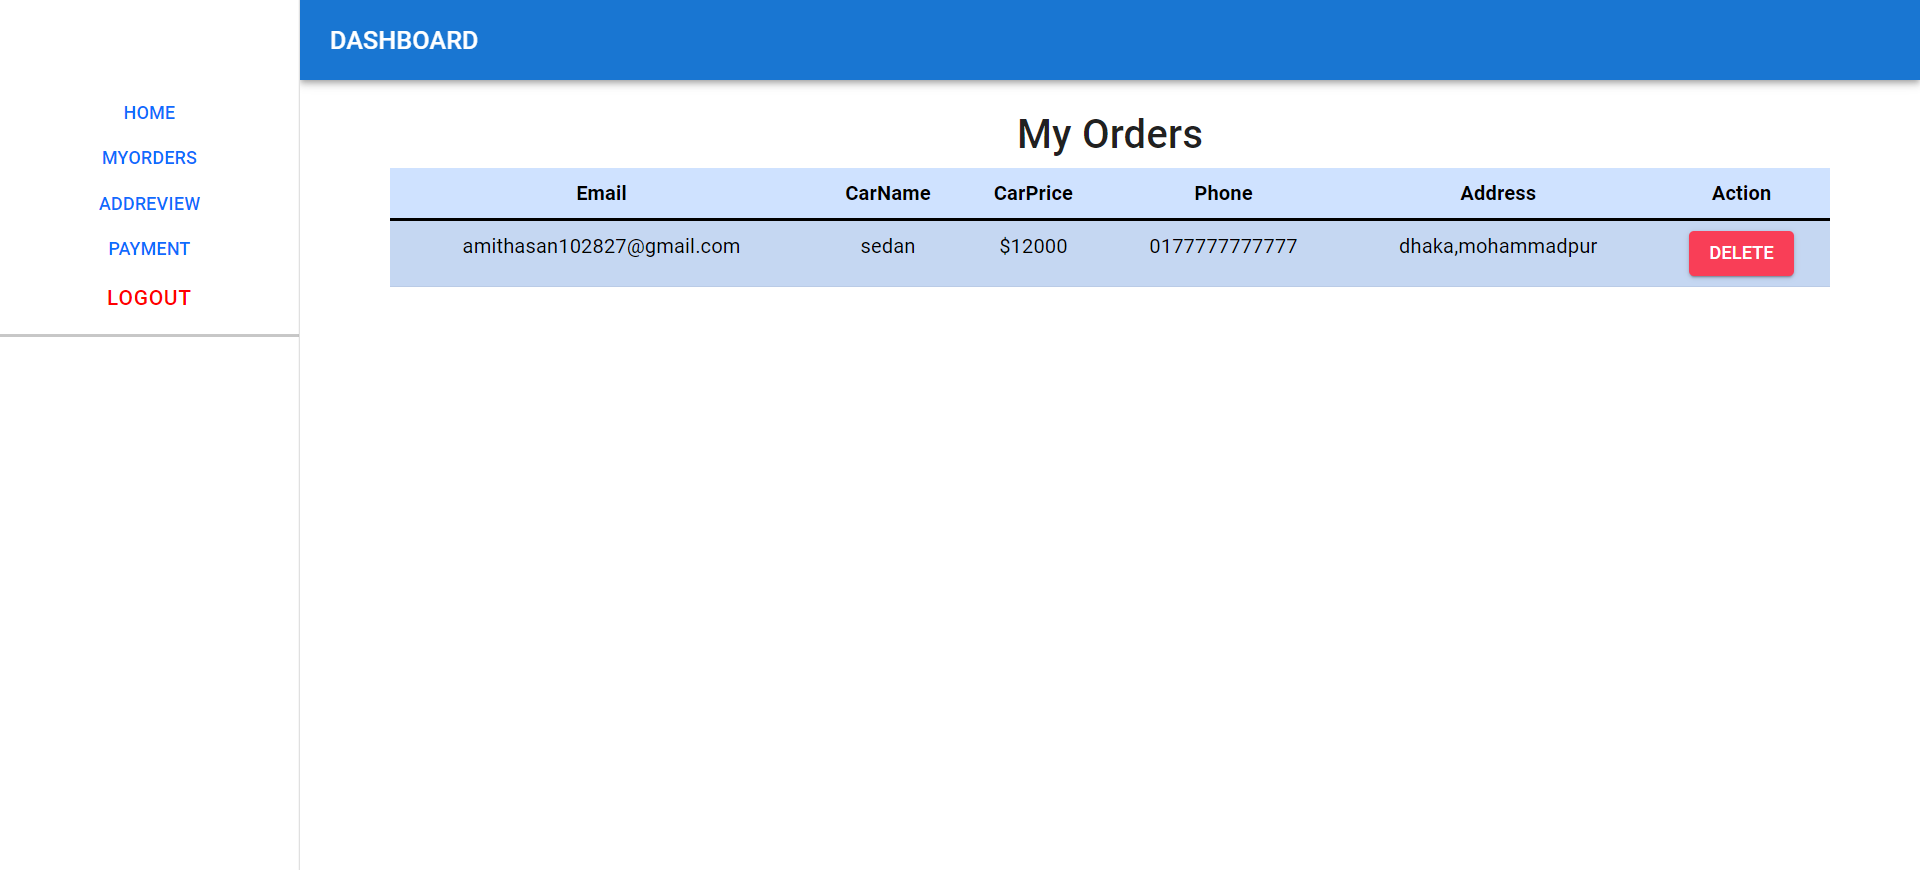 DASHBOARD
HOME
MYORDERS
ADDREVIEW
PAYMENT
LOGOUT
My Orders
Email CarName CarPrice Phone Address Action
amithasan102827@gmail.com sedan $12000 0177777777777 dhaka,mohammadpur DELETE